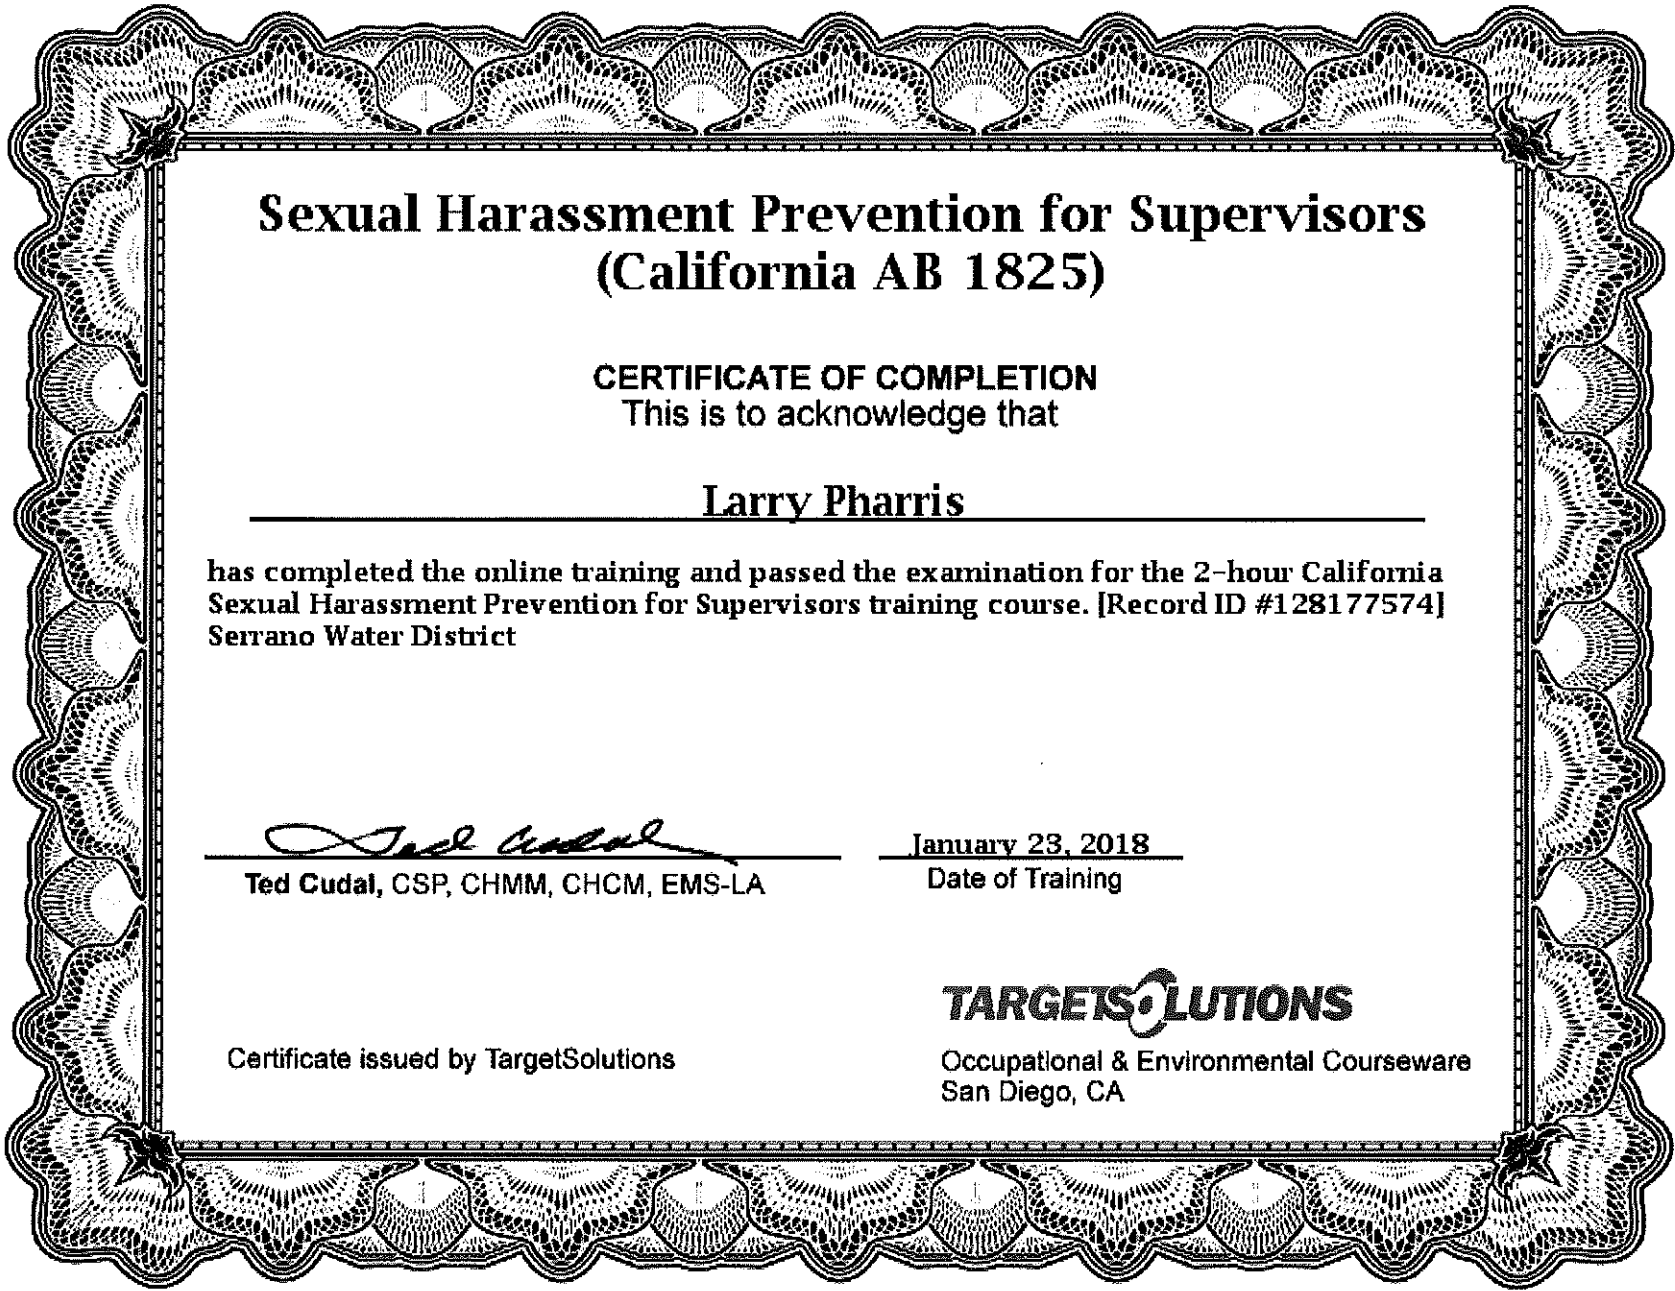 Sexual Harassment Prevention for Supervisors
(California AB 1825)
CERTIFICATE OF COMPLETION
This is to acknowledge that
Larry Pharris
has completed the online training and passed the examination for the 2-hour California
Sexual Harassment Prevention for Supervisors training course. [Record ID #128177574]
Serrano Water District
Ted Cudal
January 23, 2018
Ted Cudal, CSP, CHMM, CHCM, EMS-LA
Date of Training
TARGETSOLUTIONS
Certificate issued by TargetSolutions
Occupational & Environmental Courseware
San Diego, CA